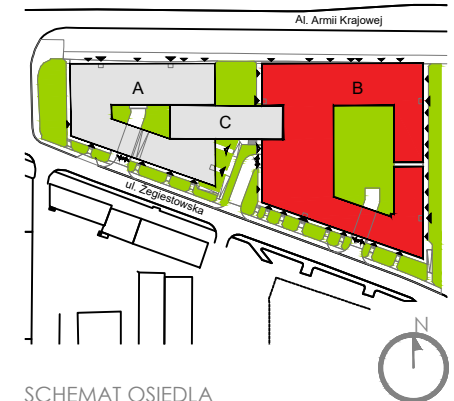 Al. Armii Krajowej
A
B
C
ul. Żegiestowska
N
SCHEMAT OSIEDLA